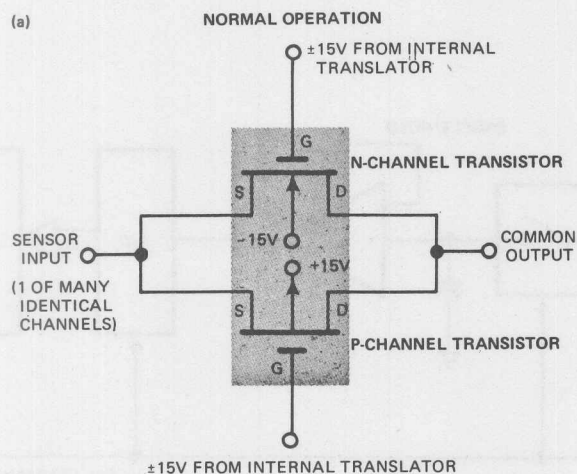 (a)
NORMAL OPERATION
±15V FROM INTERNAL
TRANSLATOR
G
N-CHANNEL TRANSISTOR
S
D
-15V
SENSOR
INPUT
(1 OF MANY
IDENTICAL
CHANNELS)
COMMON
OUTPUT
+15V
S
D
P-CHANNEL TRANSISTOR
G
±15V FROM INTERNAL TRANSLATOR